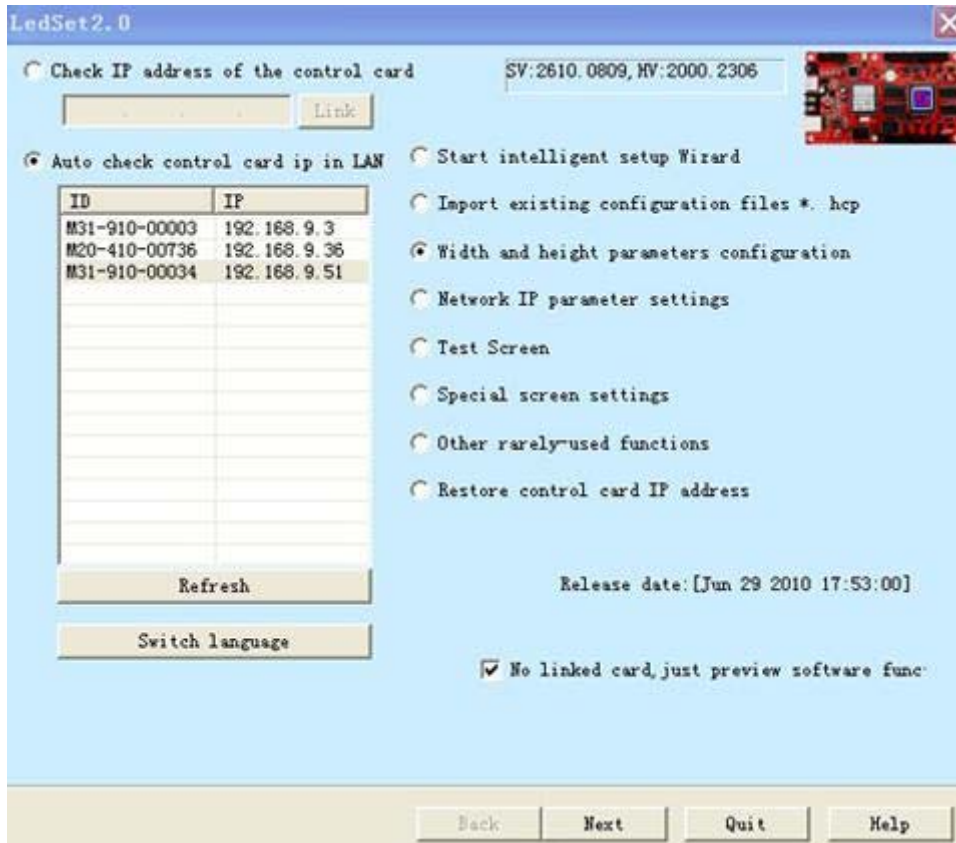 LedSet2.0
Check IP address of the control card
SV:2610.0809, HV:2000.2306
Link
Auto check control card ip in LAN
ID IP
M31-910-00003 192.168.9.3
M20-410-00736 192.168.9.36
M31-910-00034 192.168.9.51
Refresh
Switch language
Start intelligent setup Wizard
Import existing configuration files *. hcp
Width and height parameters configuration
Network IP parameter settings
Test Screen
Special screen settings
Other rarely-used functions
Restore control card IP address
Release date:[Jun 29 2010 17:53:00]
No linked card,just preview software func
Back Next Quit Help